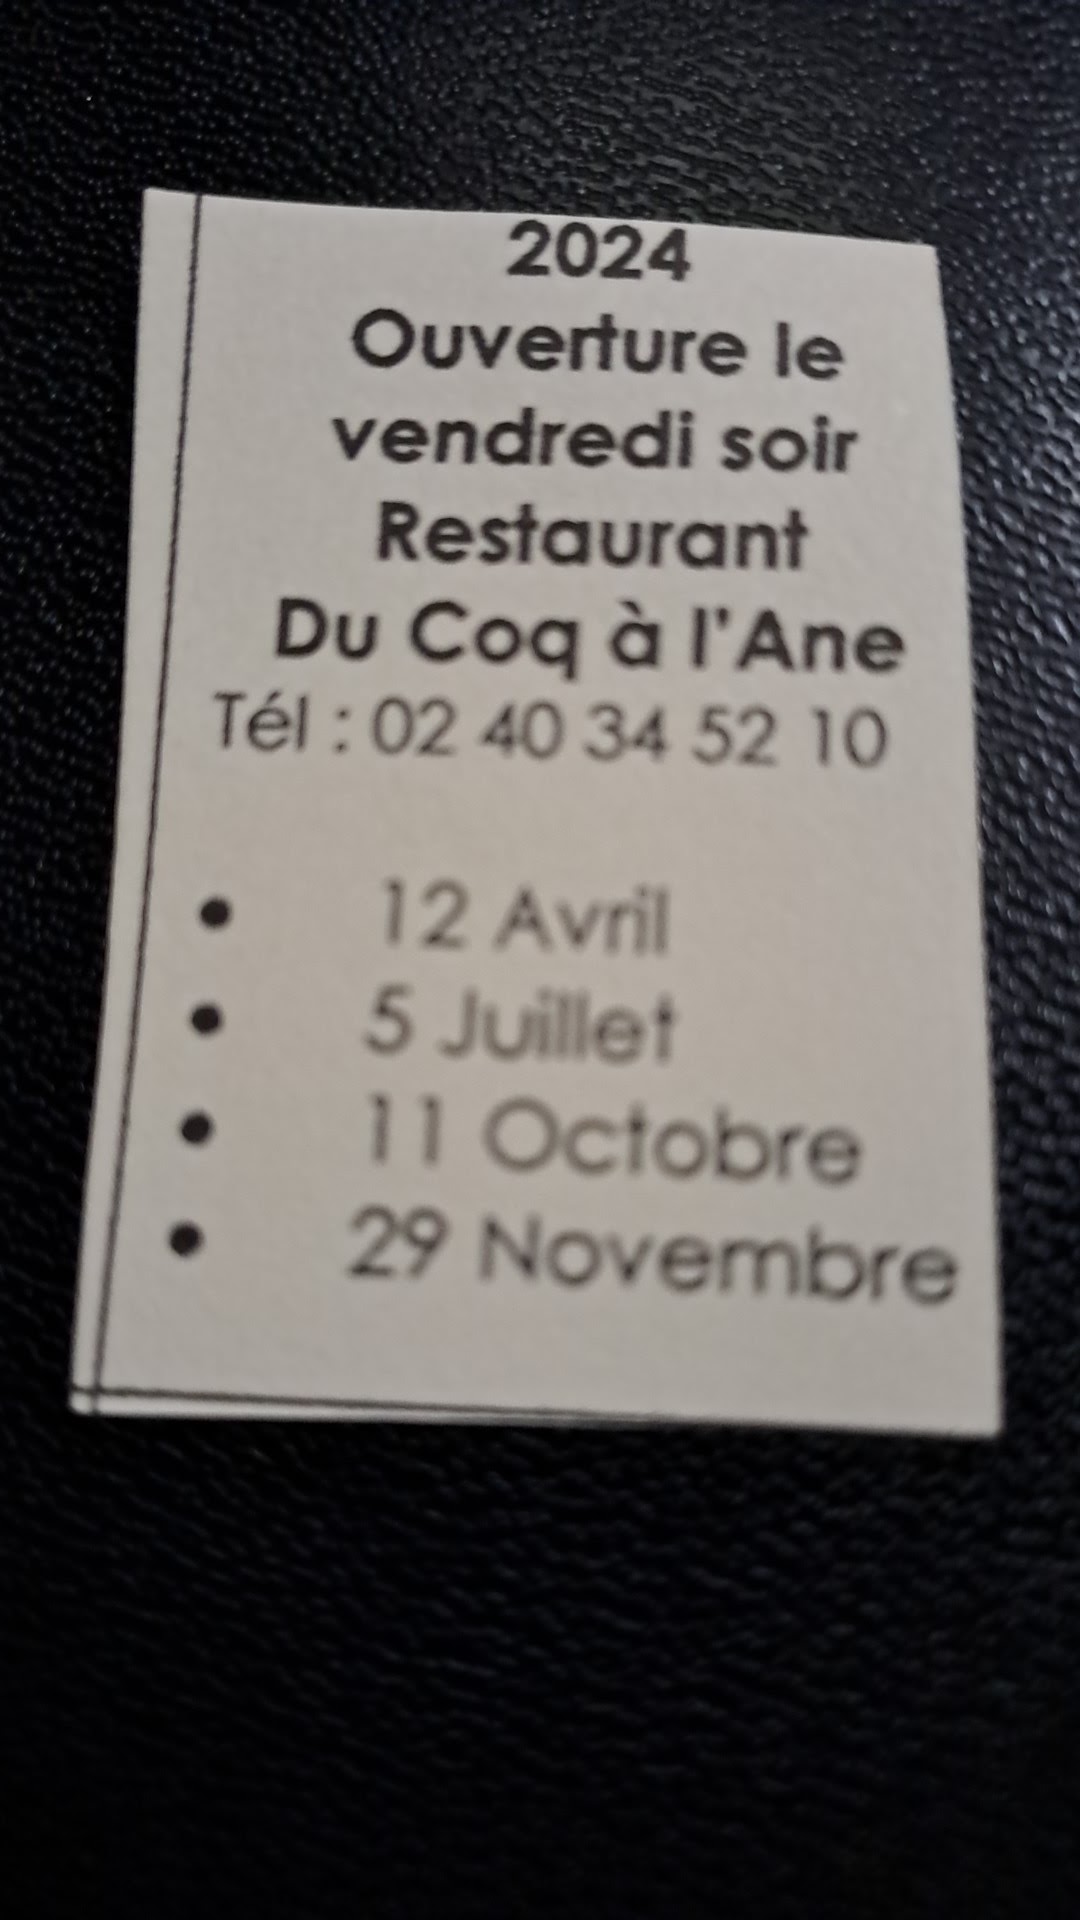 2024
Ouverture le
vendredi soir
Restaurant
Du Coq à l'Ane
Tél : 02 40 34 52 10
• 12 Avril
• 5 Juillet
• 11 Octobre
• 29 Novembre